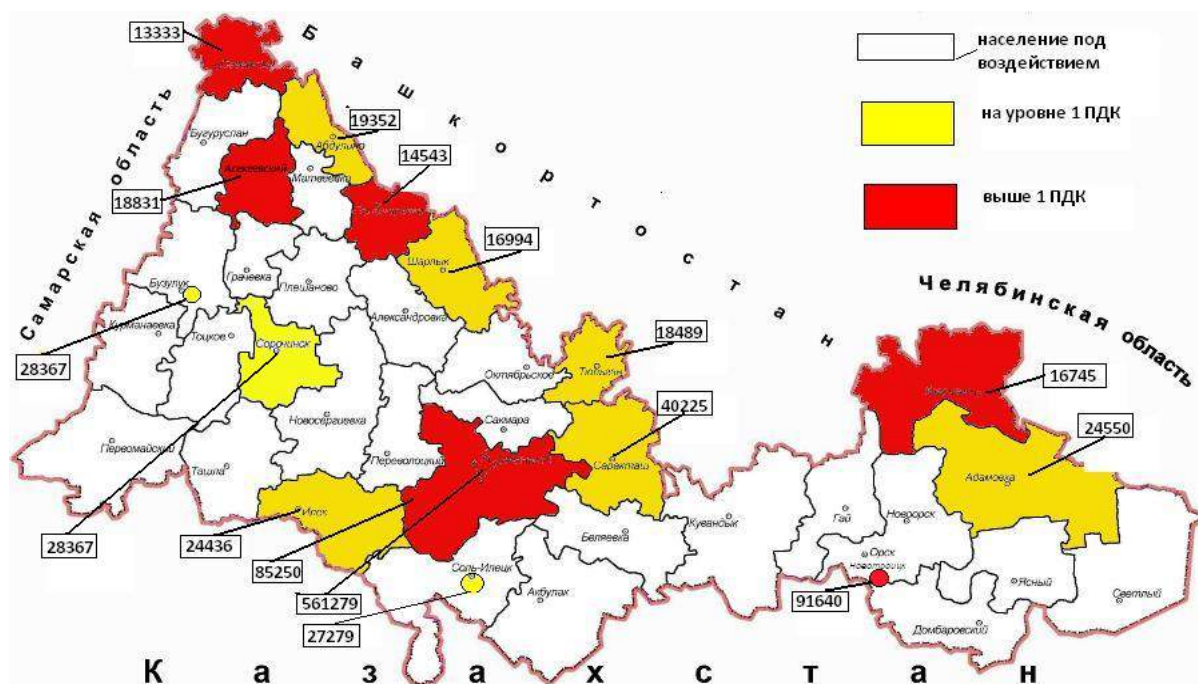 13333
Башкортостан
Самарская область
население под
воздействием
на уровне 1 ПДК
выше 1 ПДК
19352
Бугуруслан
Абдулино
14543
Асекеевский
Матвеевка
18831
16994
Шарлык
Грачевка
Плешаново
Бузулук
Александровка
Курманаевка
Тоцкое
Сорочинск
28367
Октябрьское
Тюльган
18489
Челябинская область
16745
24550
40225
Сакмара
Новосергиевка
Первомайский
Ташла
Переволоцкий
Саракташ
Адамовка
Илек
28367
24436
85250
561279
27279
Соль-Илецк
Беляевка
Кувандык
Гай
Новоорск
Орск
Новотроицк
91640
Акбулак
Ясный
Светлый
Домбаровский
Казахстан